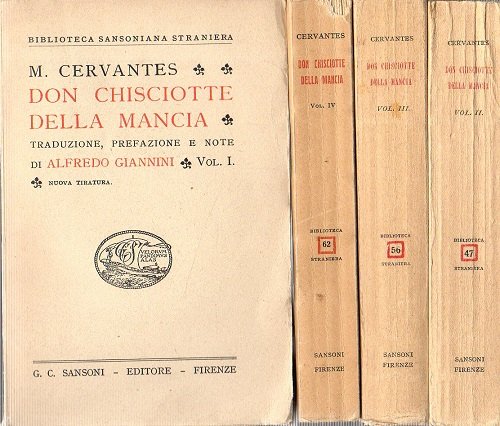 BIBLIOTECA SANSONIANA STRANIERA
M. CERVANTES
DON CHISCIOTTE
DELLA MANCIA
TRADUZIONE, PREFAZIONE E NOTE
DI ALFREDO GIANNINI VOL. I.
NUOVA TIRATURA.
G. C. SANSONI - EDITORE - FIRENZE
CERVANTES
DON CHISCIOTTE
DELLA MANCIA
VOL. IV
BIBLIOTECA
62
STRANIERA
SANSONI
FIRENZE
CERVANTES
DON CHISCIOTTE
DELLA MANCIA
VOL. III.
BIBLIOTECA
56
STRANIERA
SANSONI
FIRENZE
CERVANTES
DON CHISCIOTTE
DELLA MANCIA
VOL. II.
BIBLIOTECA
47
STRANIERA
SANSONI
FIRENZE